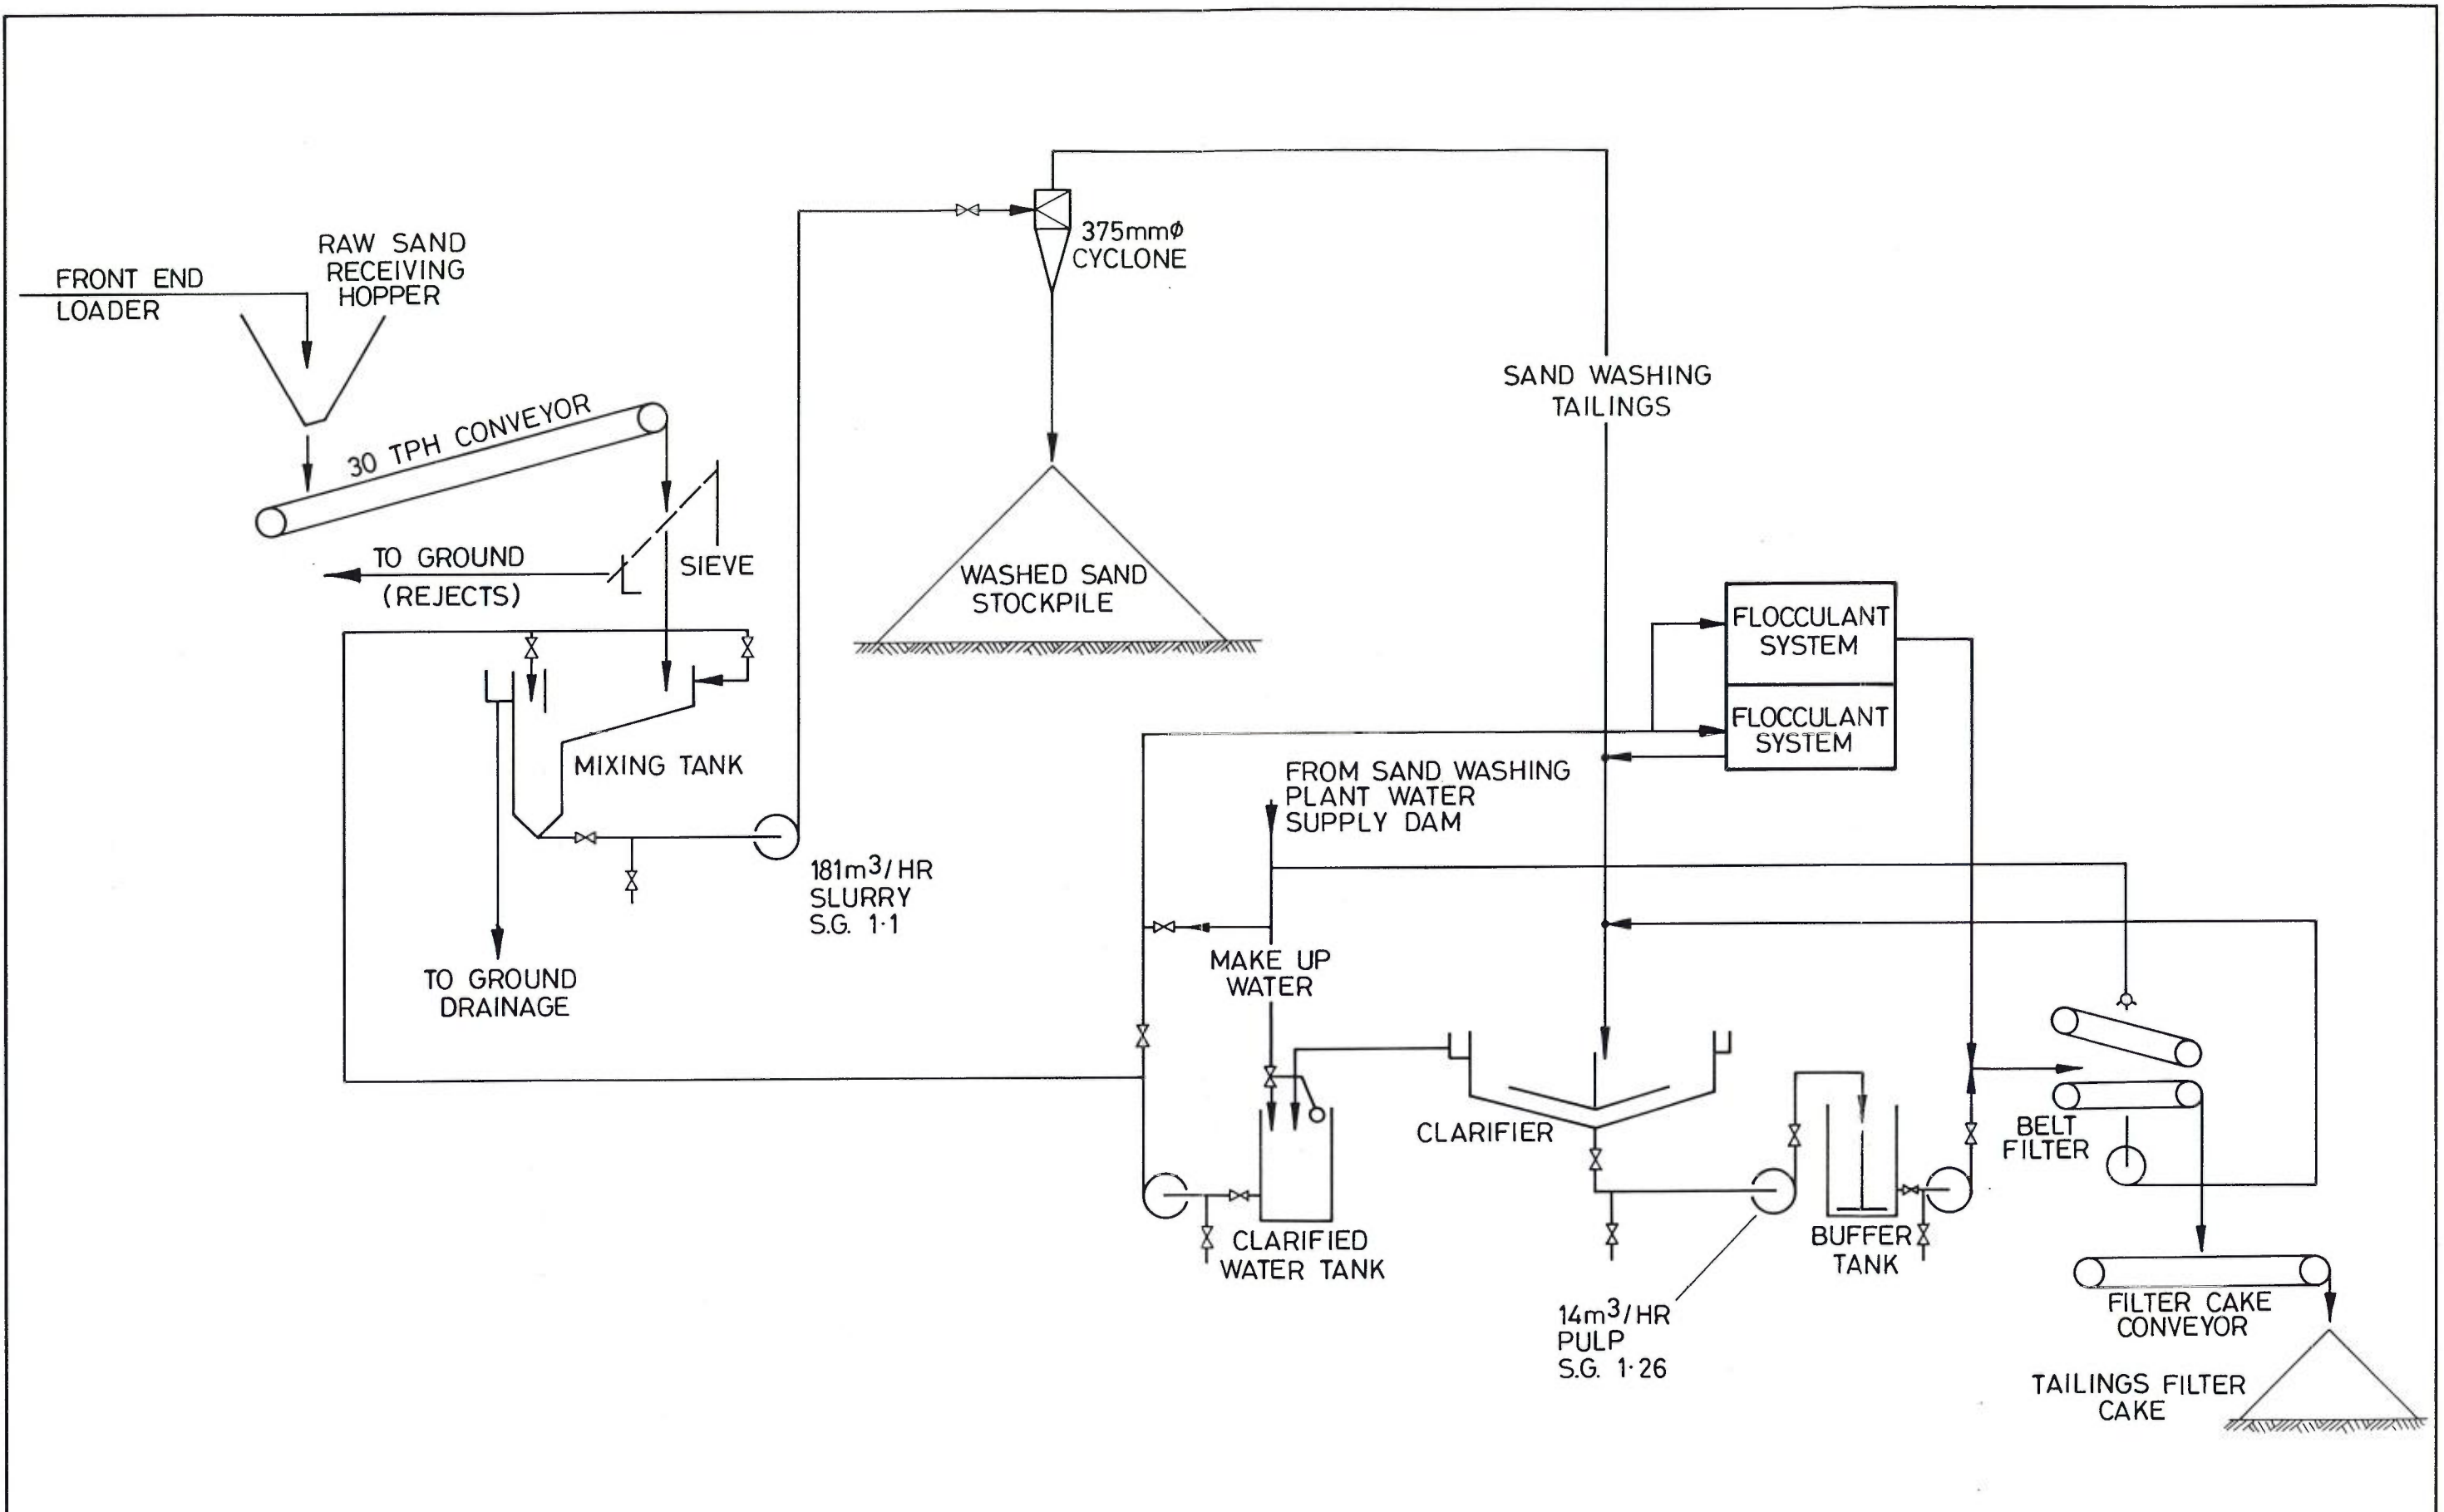 FRONT END
LOADER
RAW SAND
RECEIVING
HOPPER
30 TPH CONVEYOR
TO GROUND
(REJECTS)
SIEVE
MIXING TANK
TO GROUND
DRAINAGE
181m³/HR
SLURRY
S.G. 1·1
375mmϕ
CYCLONE
WASHED SAND
STOCKPILE
SAND WASHING
TAILINGS
FLOCCULANT
SYSTEM
FLOCCULANT
SYSTEM
FROM SAND WASHING
PLANT WATER
SUPPLY DAM
MAKE UP
WATER
CLARIFIED
WATER TANK
CLARIFIER
14m³/HR
PULP
S.G. 1·26
BUFFER
TANK
BELT
FILTER
FILTER CAKE
CONVEYOR
TAILINGS FILTER
CAKE